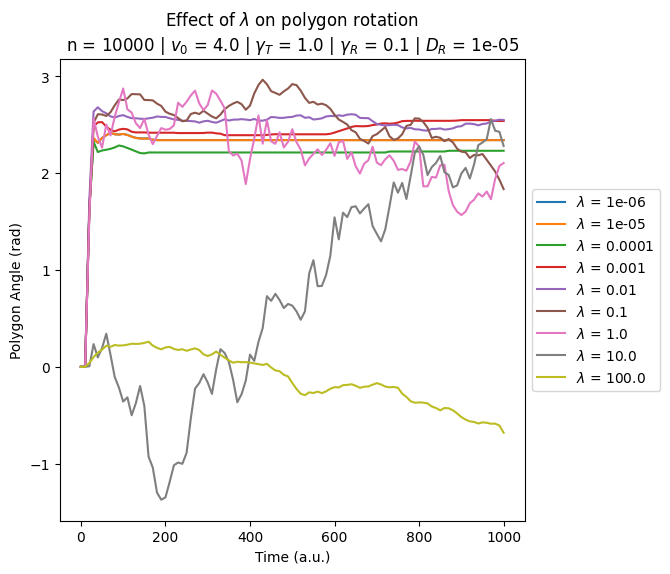 Effect of λ on polygon rotation
n = 10000 | v₀ = 4.0 | γ_T = 1.0 | γ_R = 0.1 | D_R = 1e-05
3
2
1
0
−1
Polygon Angle (rad)
0
200
400
600
800
1000
Time (a.u.)
λ = 1e-06
λ = 1e-05
λ = 0.0001
λ = 0.001
λ = 0.01
λ = 0.1
λ = 1.0
λ = 10.0
λ = 100.0